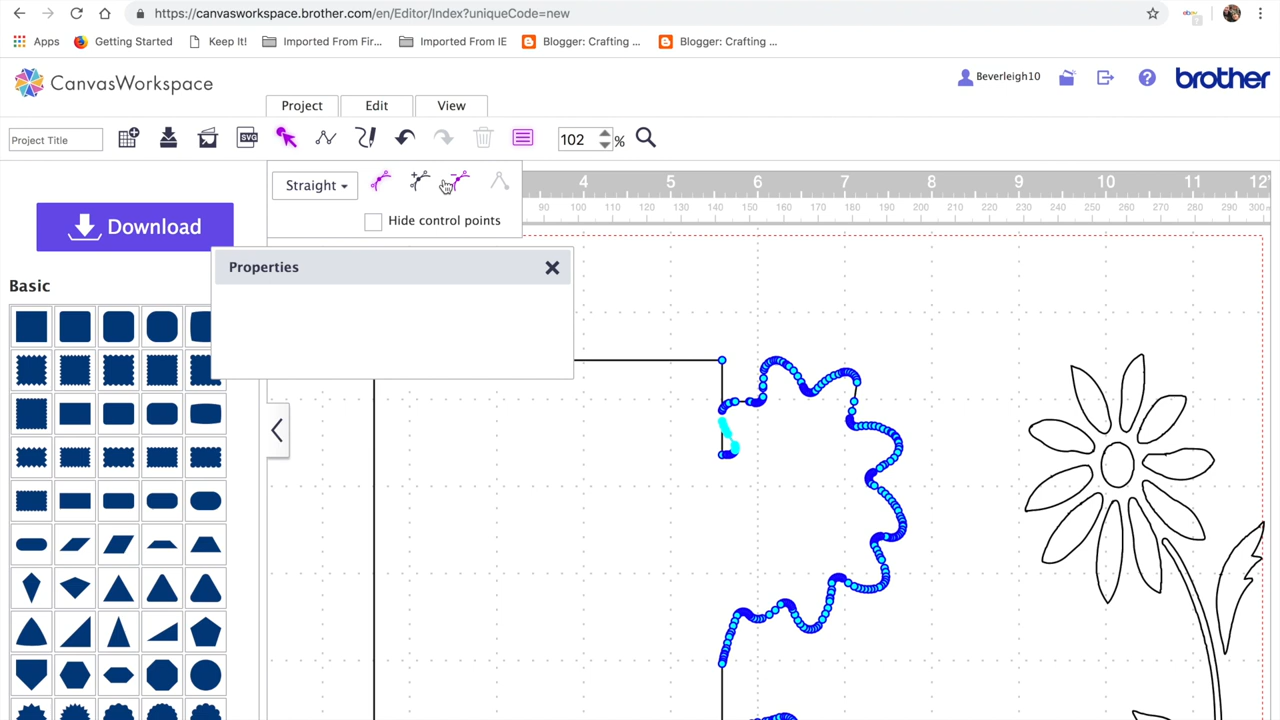 https://canvasworkspace.brother.com/en/Editor/Index?uniqueCode=new
Apps Getting Started Keep It! Imported From Fir... Imported From IE Blogger: Crafting ... Blogger: Crafting ...
CanvasWorkspace Beverleigh10 brother
Project Edit View
Project Title SVG 102 %
Straight Hide control points
4 5 6 7 8 9 10 11 12"
90 100 110 120 130 140 150 160 170 180 190 200 210 220 230 240 250 260 270 280 290 300 m
Download
Properties
Basic